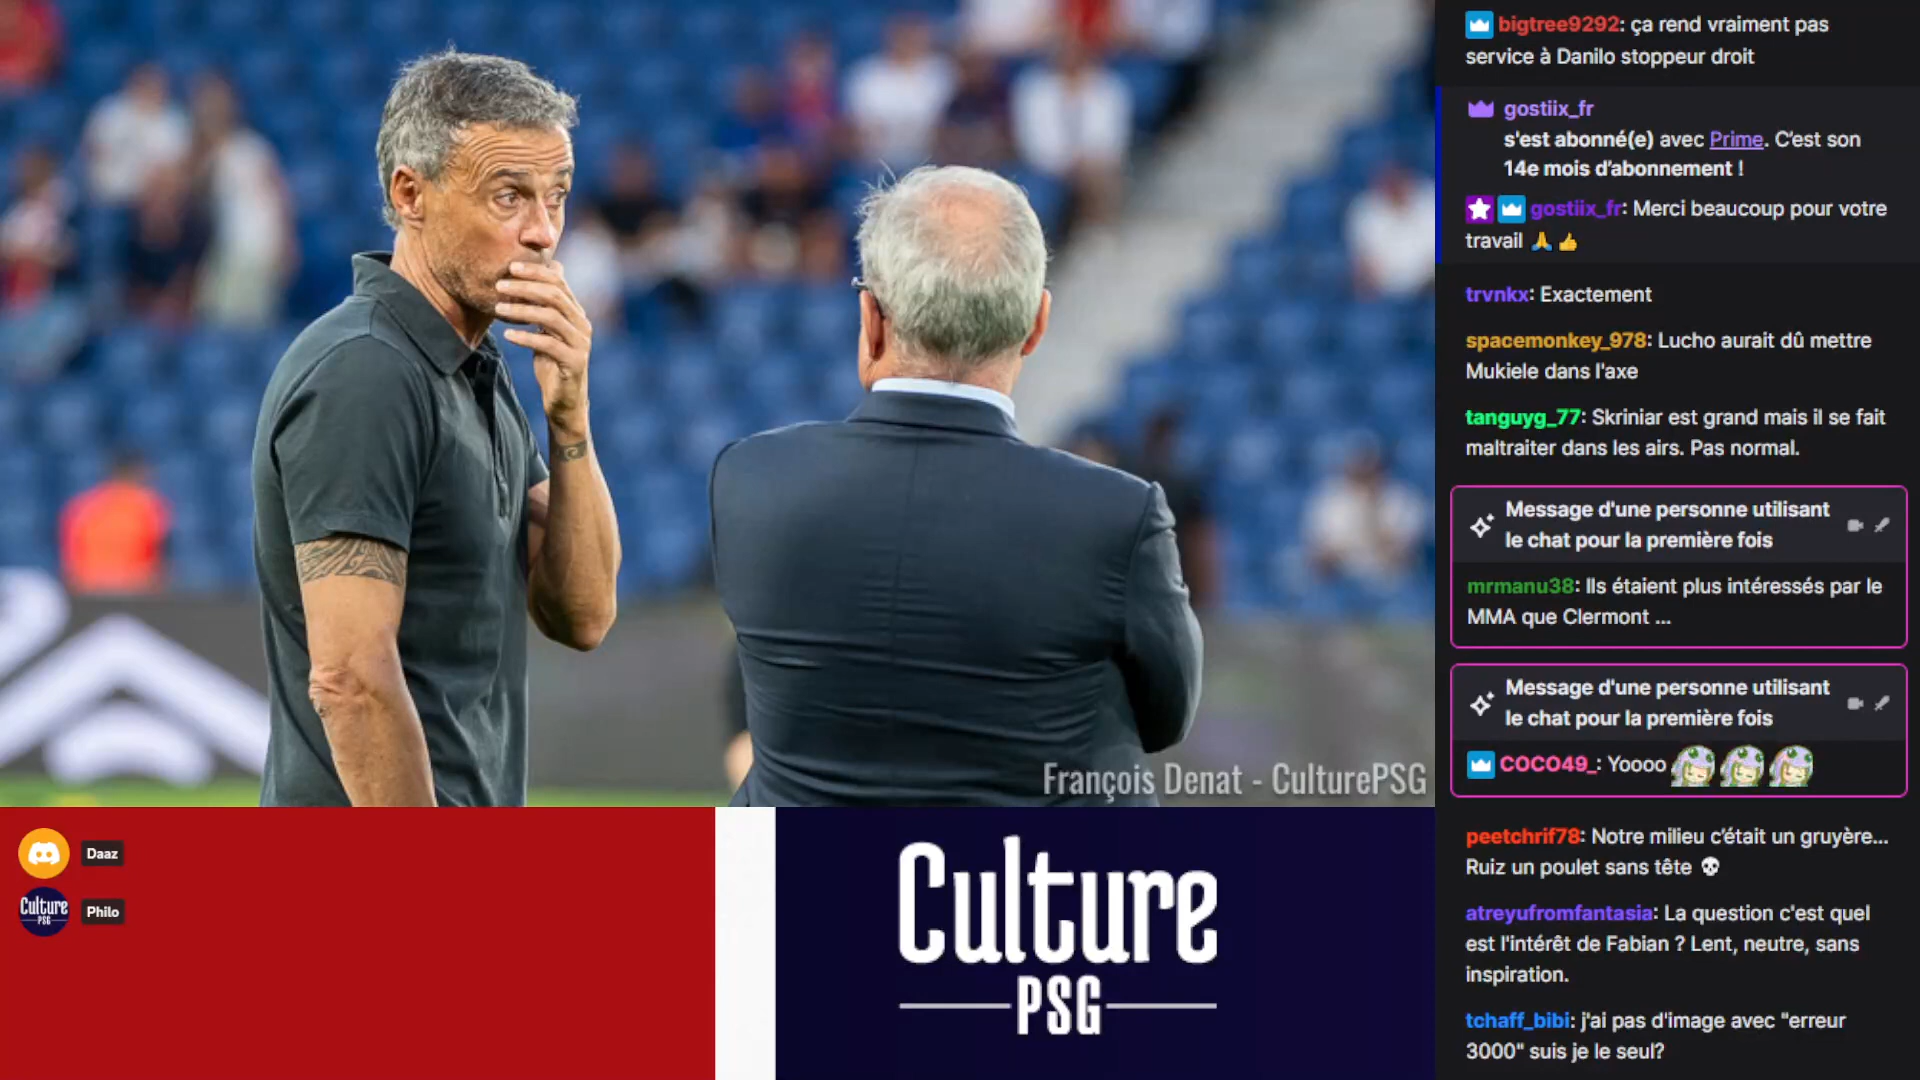 bigtree9292: ça rend vraiment pas
service à Danilo stoppeur droit
gostiix_fr
s'est abonné(e) avec Prime. C'est son
14e mois d'abonnement !
gostiix_fr: Merci beaucoup pour votre
travail 🙏 👍
trvnkx: Exactement
spacemonkey_978: Lucho aurait dû mettre
Mukiele dans l'axe
tanguyg_77: Skriniar est grand mais il se fait
maltraiter dans les airs. Pas normal.
Message d'une personne utilisant
le chat pour la première fois
mrmanu38: Ils étaient plus intéressés par le
MMA que Clermont ...
Message d'une personne utilisant
le chat pour la première fois
COCO49_: Yoooo
peetchrif78: Notre milieu c'était un gruyère...
Ruiz un poulet sans tête 💀
atreyufromfantasia: La question c'est quel
est l'intérêt de Fabian ? Lent, neutre, sans
inspiration.
tchaff_bibi: j'ai pas d'image avec "erreur
3000" suis je le seul?
François Denat - CulturePSG
Daaz
Culture
PSG
Philo
Culture
PSG